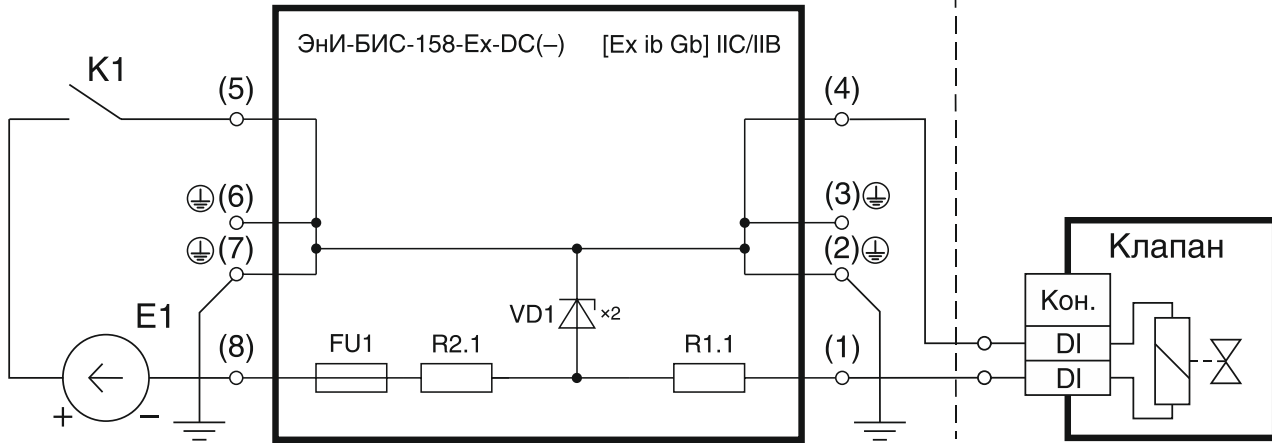 ЭнИ-БИС-158-Ex-DC(–) [Ex ib Gb] IIC/IIB
K1
(5)
(4)
(6)
(3)
(7)
(2)
Клапан
E1
VD1 ×2
Кон.
FU1
R2.1
R1.1
(8)
(1)
DI
DI
+
–